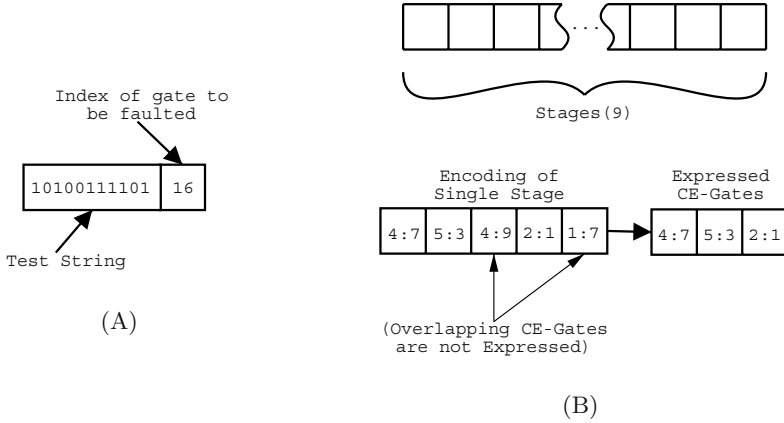 Index of gate to
be faulted
10100111101 16
Test String
(A)
...
Stages(9)
Encoding of
Single Stage
4:7 5:3 4:9 2:1 1:7
Expressed
CE-Gates
4:7 5:3 2:1
(Overlapping CE-Gates
are not Expressed)
(B)